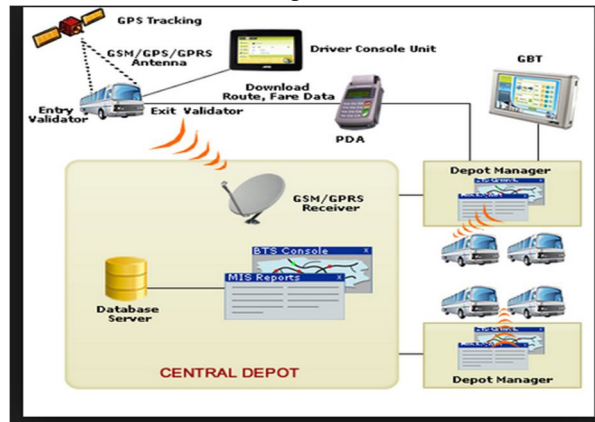 GPS Tracking
GSM/GPS/GPRS
Antenna
Driver Console Unit
GBT
Download
Route, Fare Data
Entry
Validator
Exit Validator
PDA
Depot Manager
GSM/GPRS
Receiver
BTS Console X
MIS Reports X
Database
Server
CENTRAL DEPOT
Depot Manager